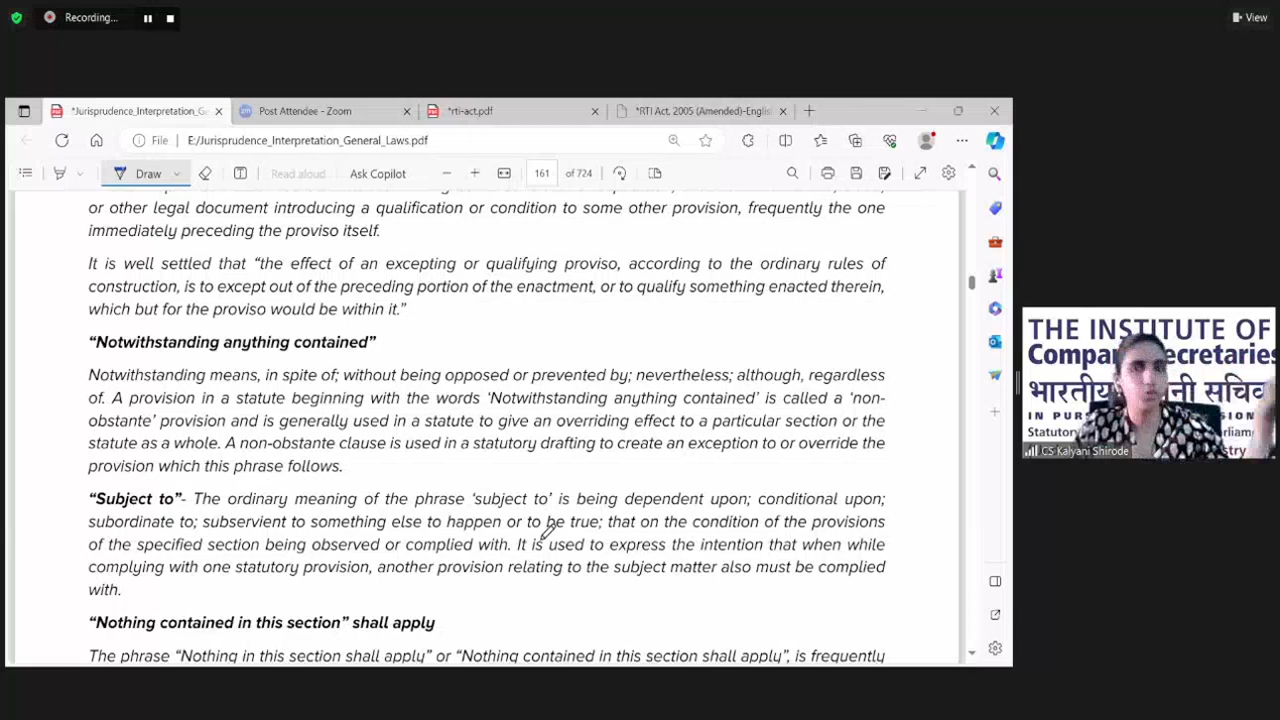 Recording...
View
*Jurisprudence_Interpretation_Ge
Post Attendee - Zoom
*rti-act.pdf
*RTI Act, 2005 (Amended)-Englis
File
E:/Jurisprudence_Interpretation_General_Laws.pdf
Draw
Read aloud
Ask Copilot
161
of 724
or other legal document introducing a qualification or condition to some other provision, frequently the one
immediately preceding the proviso itself.
It is well settled that “the effect of an excepting or qualifying proviso, according to the ordinary rules of
construction, is to except out of the preceding portion of the enactment, or to qualify something enacted therein,
which but for the proviso would be within it.”
“Notwithstanding anything contained”
Notwithstanding means, in spite of; without being opposed or prevented by; nevertheless; although, regardless
of. A provision in a statute beginning with the words ‘Notwithstanding anything contained’ is called a ‘non-
obstante’ provision and is generally used in a statute to give an overriding effect to a particular section or the
statute as a whole. A non-obstante clause is used in a statutory drafting to create an exception to or override the
provision which this phrase follows.
“Subject to”- The ordinary meaning of the phrase ‘subject to’ is being dependent upon; conditional upon;
subordinate to; subservient to something else to happen or to be true; that on the condition of the provisions
of the specified section being observed or complied with. It is used to express the intention that when while
complying with one statutory provision, another provision relating to the subject matter also must be complied
with.
“Nothing contained in this section” shall apply
The phrase “Nothing in this section shall apply” or “Nothing contained in this section shall apply”, is frequently
THE INSTITUTE OF
Compa ecretaries
भारतीय नी सचिव
IN PURS SION
Statutor arliam
CS Kalyani Shirode
stry